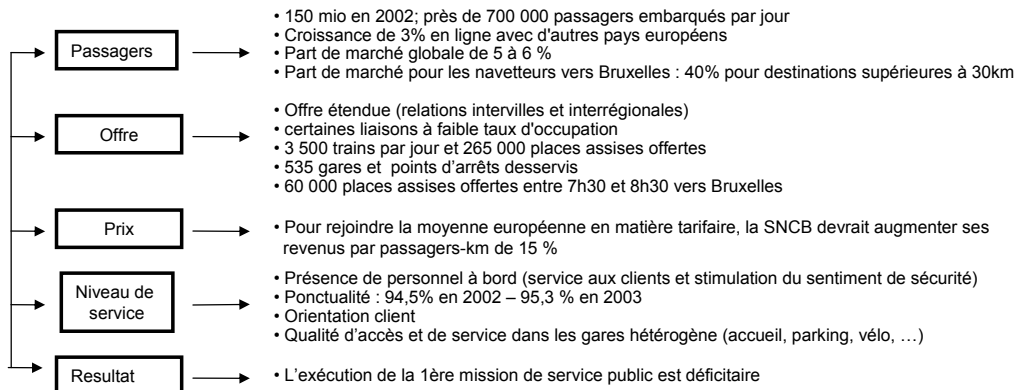 Passagers
• 150 mio en 2002; près de 700 000 passagers embarqués par jour
• Croissance de 3% en ligne avec d'autres pays européens
• Part de marché globale de 5 à 6 %
• Part de marché pour les navetteurs vers Bruxelles : 40% pour destinations supérieures à 30km
Offre
• Offre étendue (relations intervilles et interrégionales)
• certaines liaisons à faible taux d'occupation
• 3 500 trains par jour et 265 000 places assises offertes
• 535 gares et points d'arrêts desservis
• 60 000 places assises offertes entre 7h30 et 8h30 vers Bruxelles
Prix
• Pour rejoindre la moyenne européenne en matière tarifaire, la SNCB devrait augmenter ses
revenus par passagers-km de 15 %
Niveau de
service
• Présence de personnel à bord (service aux clients et stimulation du sentiment de sécurité)
• Ponctualité : 94,5% en 2002 – 95,3 % en 2003
• Orientation client
• Qualité d'accès et de service dans les gares hétérogène (accueil, parking, vélo, …)
Resultat
• L'exécution de la 1ère mission de service public est déficitaire